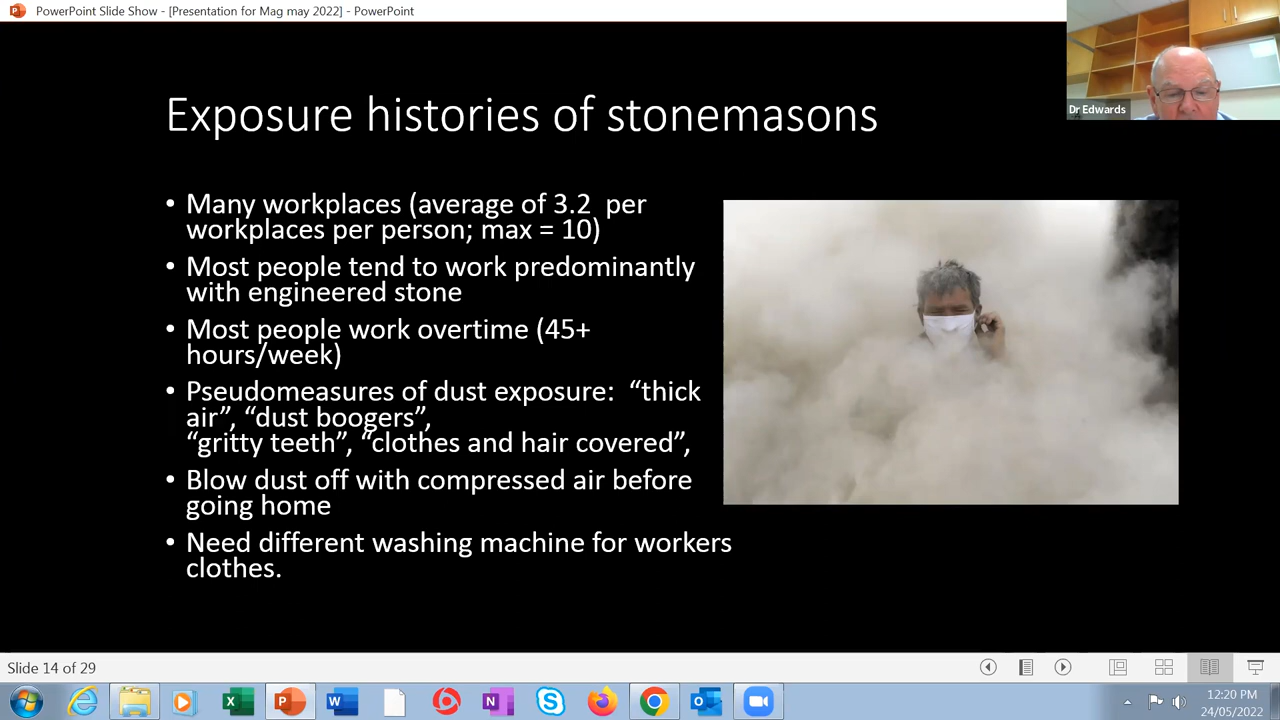 PowerPoint Slide Show - [Presentation for Mag may 2022] - PowerPoint
Dr Edwards
Exposure histories of stonemasons
• Many workplaces (average of 3.2  per
workplaces per person; max = 10)
• Most people tend to work predominantly
with engineered stone
• Most people work overtime (45+
hours/week)
• Pseudomeasures of dust exposure:  “thick
air”, “dust boogers”,
“gritty teeth”, “clothes and hair covered”,
• Blow dust off with compressed air before
going home
• Need different washing machine for workers
clothes.
Slide 14 of 29
12:20 PM
24/05/2022